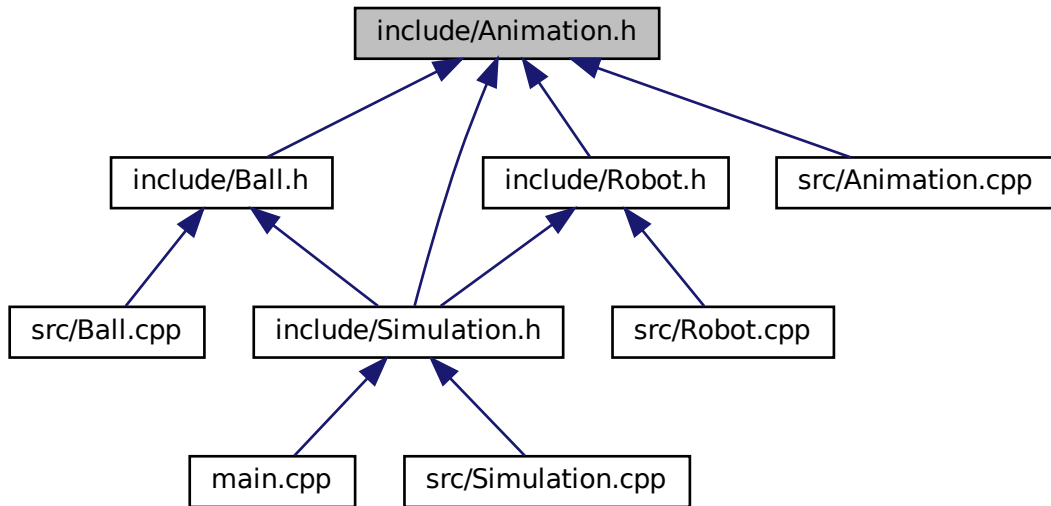 include/Animation.h
include/Ball.h
include/Robot.h
src/Animation.cpp
src/Ball.cpp
include/Simulation.h
src/Robot.cpp
main.cpp
src/Simulation.cpp